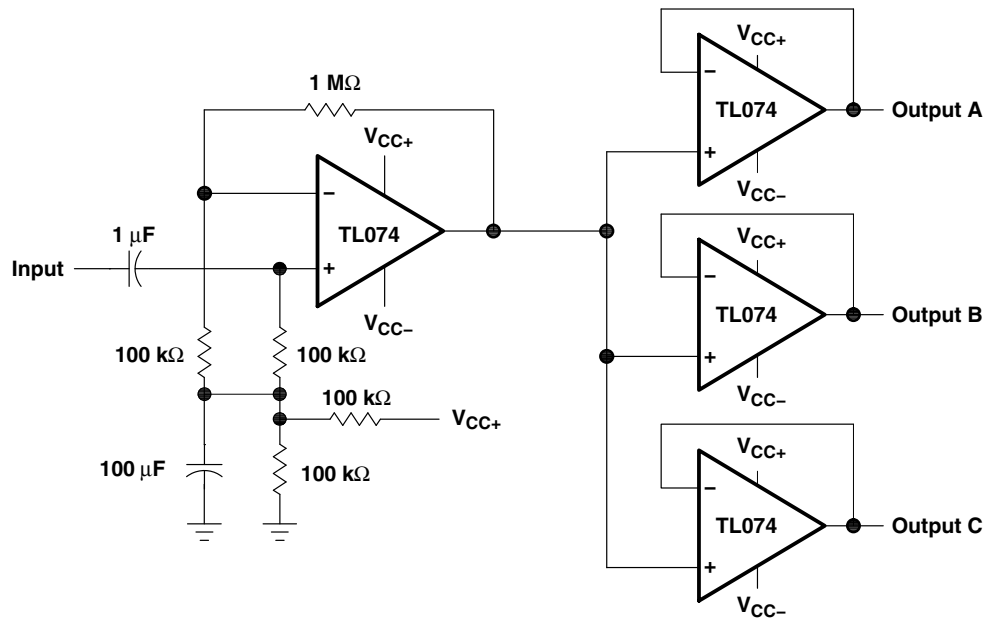 1 MΩ
VCC+
TL074
VCC−
−
+
1 μF
Input
100 kΩ
100 kΩ
100 kΩ
VCC+
100 μF
100 kΩ
VCC+
−
TL074
Output A
+
VCC−
VCC+
−
TL074
Output B
+
VCC−
VCC+
−
TL074
Output C
+
VCC−